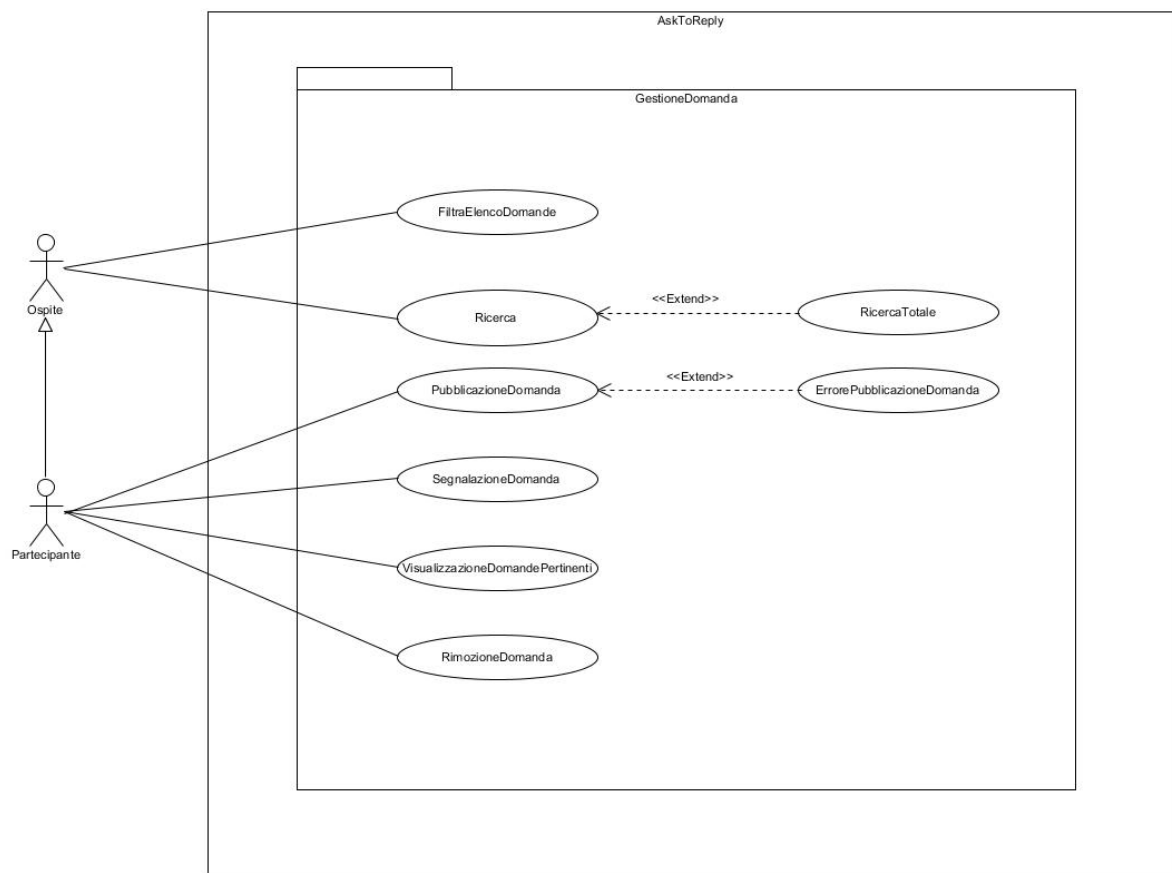 AskToReply
GestioneDomanda
FiltraElencoDomande
Ospite
Ricerca
<<Extend>>
RicercaTotale
PubblicazioneDomanda
<<Extend>>
ErrorePubblicazioneDomanda
SegnalazioneDomanda
Partecipante
VisualizzazioneDomandePertinenti
RimozioneDomanda